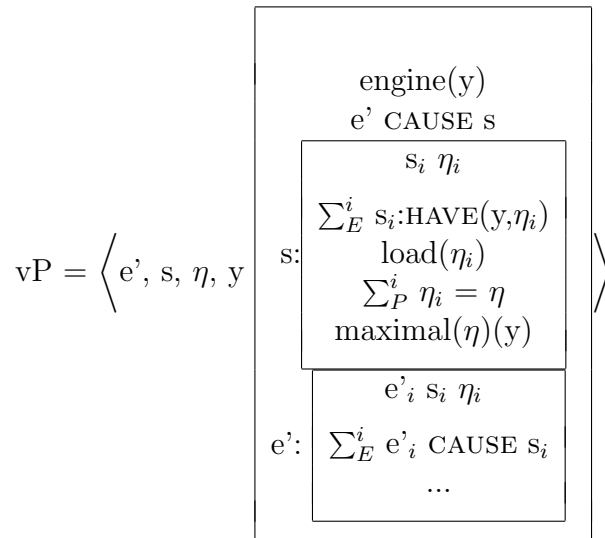 engine(y)
e’ CAUSE s
s_i η_i
∑_E^i s_i:HAVE(y,η_i)
vP = ⟨e’, s, η, y s: load(η_i) ⟩
∑_P^i η_i = η
maximal(η)(y)
e’_i s_i η_i
e’: ∑_E^i e’_i CAUSE s_i
...